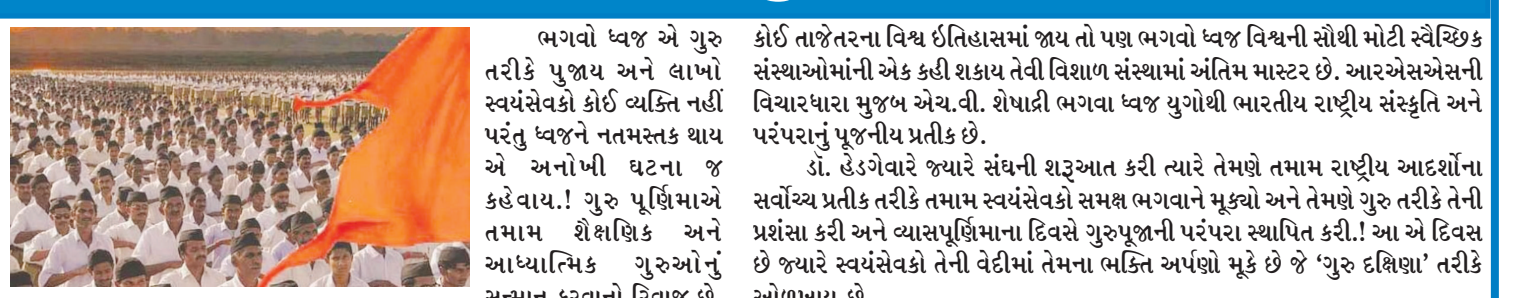 ભગવો ધ્વજ એ ગુરુ
તરીકે પુજાય અને લાખો
સ્વયંસેવકો કોઈ વ્યક્તિ નહીં
પરંતુ ધ્વજને નતમસ્તક થાય
એ અનોખી ઘટના જ
કહેવાય.! ગુરુ પૂર્ણિમાએ
તમામ શૈક્ષણિક અને
આધ્યાત્મિક ગુરુઓનું
સન્માન કરવાનો રિવાજ છે.
કોઈ તાજેતરના વિશ્વ ઈતિહાસમાં જાય તો પણ ભગવો ધ્વજ વિશ્વની સૌથી મોટી સ્વૈચ્છિક
સંસ્થાઓમાંની એક કહી શકાય તેવી વિશાળ સંસ્થામાં અંતિમ માસ્ટર છે. આરએસએસની
વિચારધારા મુજબ એચ.વી. શેષાદ્રી ભગવા ધ્વજ યુગોથી ભારતીય રાષ્ટ્રીય સંસ્કૃતિ અને
પરંપરાનું પૂજનીય પ્રતીક છે.
ડૉ. હેડગેવારે જ્યારે સંઘની શરૂઆત કરી ત્યારે તેમણે તમામ રાષ્ટ્રીય આદર્શોના
સર્વોચ્ચ પ્રતીક તરીકે તમામ સ્વયંસેવકો સમક્ષ ભગવાને મૂક્યો અને તેમણે ગુરુ તરીકે તેની
પ્રશંસા કરી અને વ્યાસપૂર્ણિમાના દિવસે ગુરુપૂજાની પરંપરા સ્થાપિત કરી.! આ એ દિવસ
છે જ્યારે સ્વયંસેવકો તેની વેદીમાં તેમના ભક્તિ અર્પણો મૂકે છે જે ‘ગુરુ દક્ષિણા’ તરીકે
ઓળખાય છે.